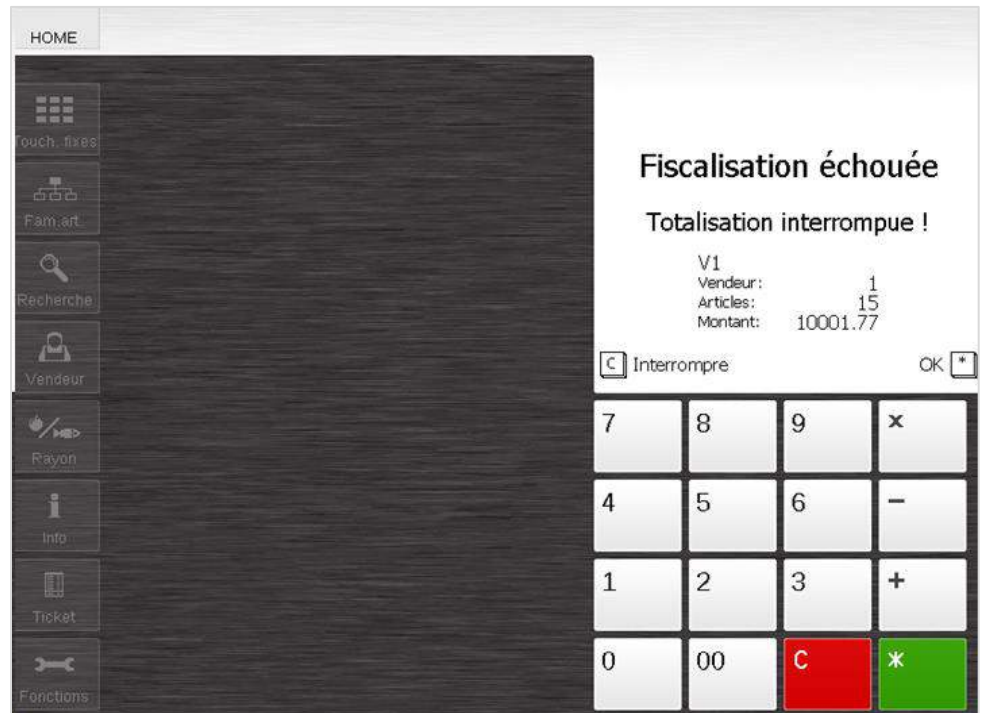 HOME
Touch. fixes
Fam.art.
Recherche
Vendeur
Rayon
Info
Ticket
Fonctions
Fiscalisation échouée
Totalisation interrompue !
V1
Vendeur: 1
Articles: 15
Montant: 10001.77
C Interrompre OK *
7 8 9 x
4 5 6 -
1 2 3 +
0 00 C *